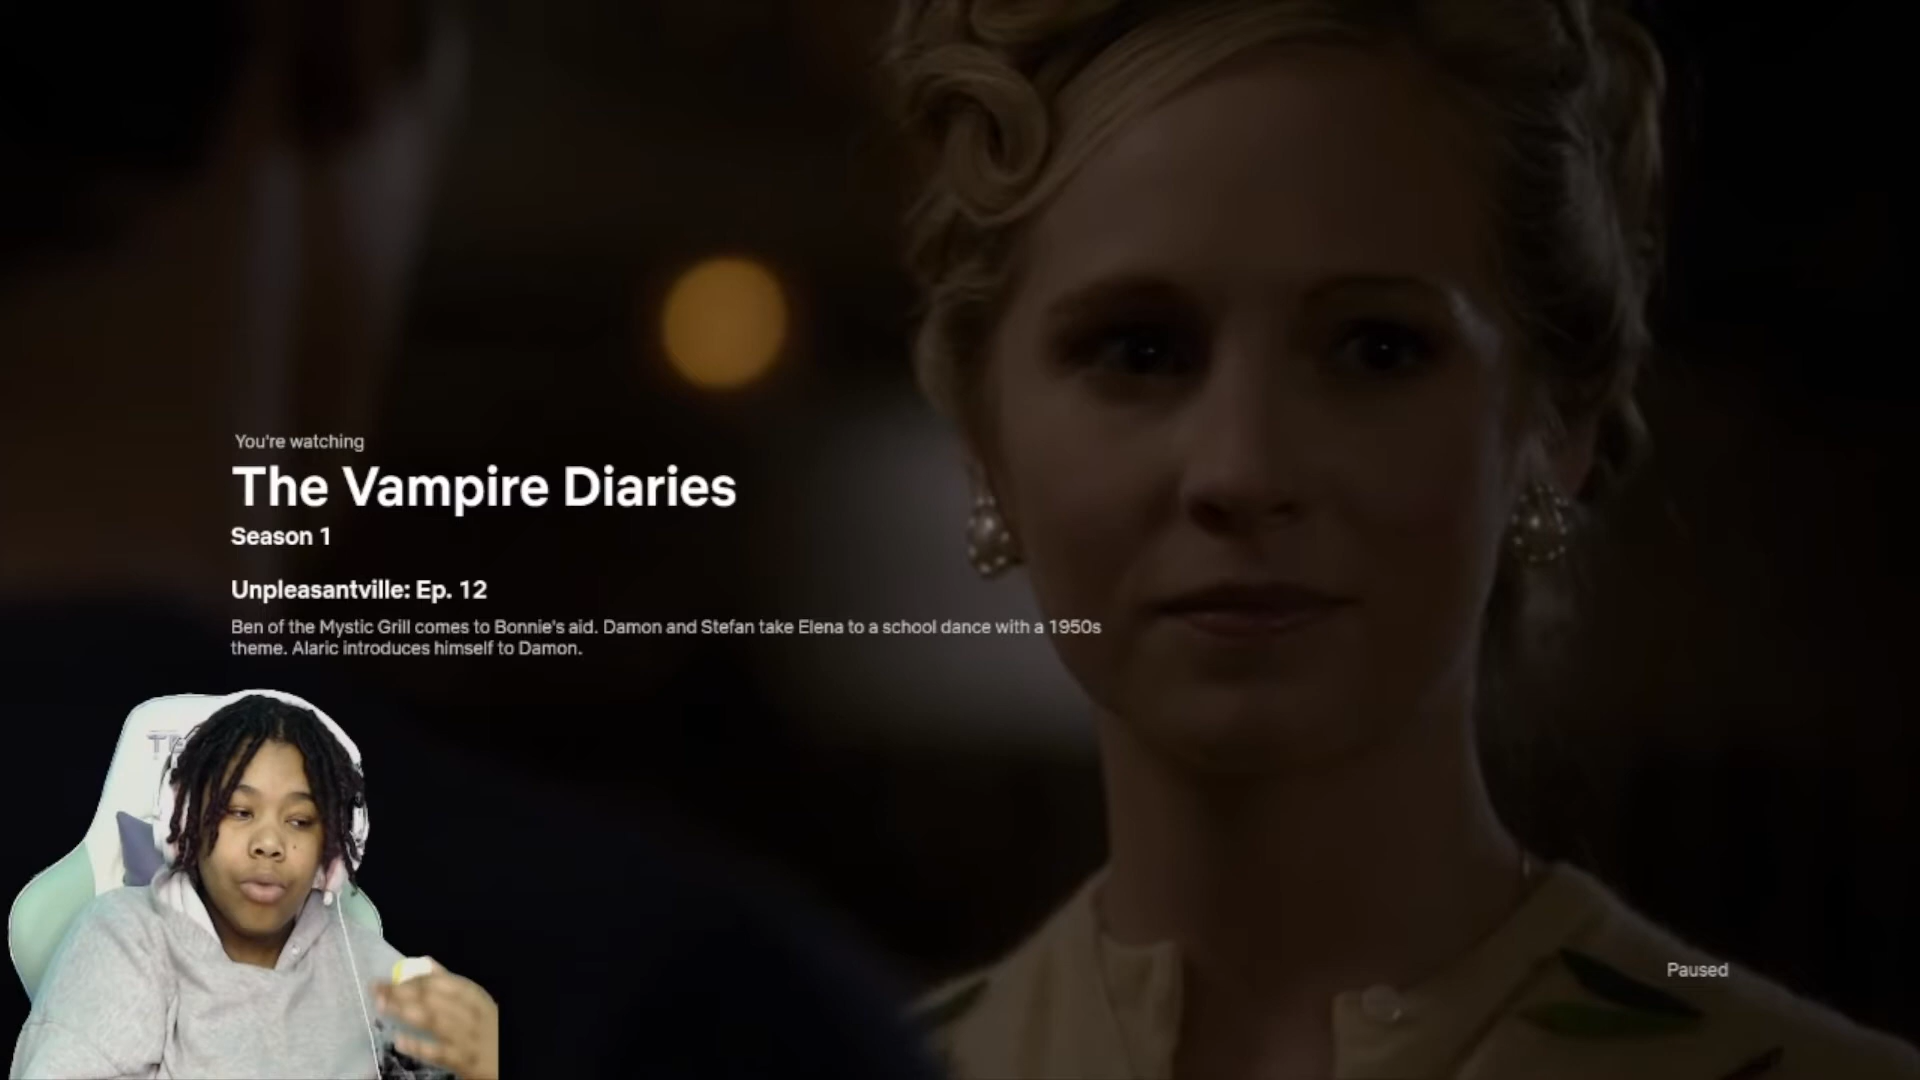 You're watching
The Vampire Diaries
Season 1
Unpleasantville: Ep. 12
Ben of the Mystic Grill comes to Bonnie's aid. Damon and Stefan take Elena to a school dance with a 1950s
theme. Alaric introduces himself to Damon.
Paused